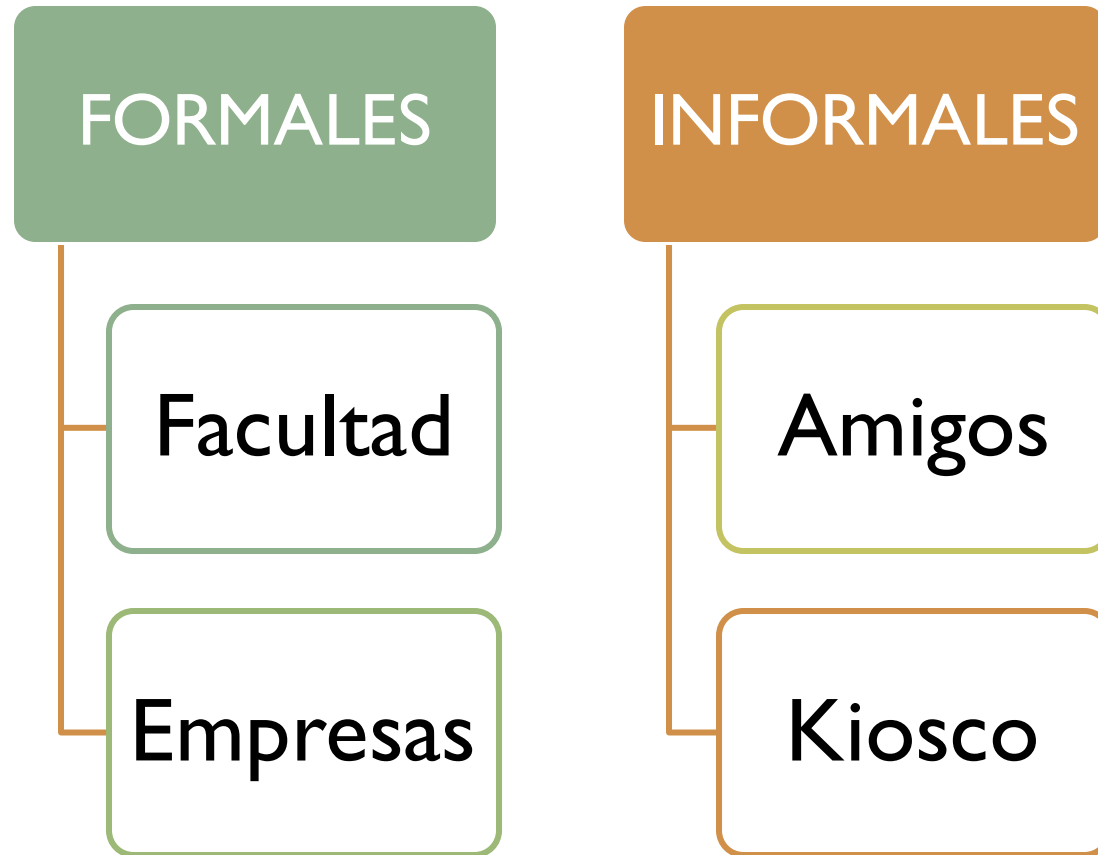 FORMALES
Facultad
Empresas
INFORMALES
Amigos
Kiosco